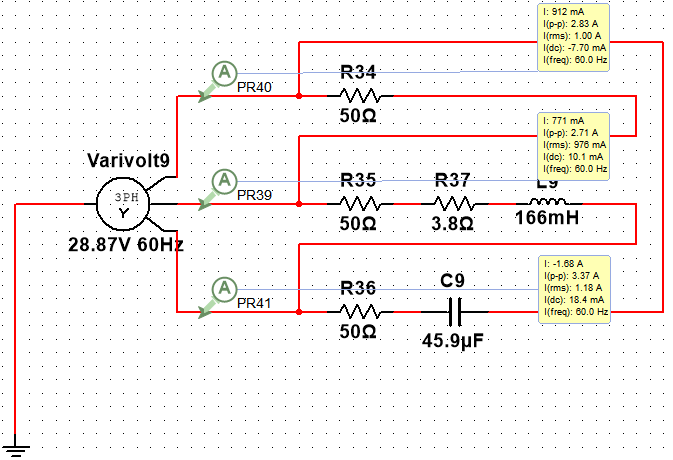 I: 912 mA
I(p-p): 2.83 A
I(rms): 1.00 A
I(dc): -7.70 mA
I(freq): 60.0 Hz
A
R34
PR40
50Ω
I: 771 mA
I(p-p): 2.71 A
I(rms): 976 mA
I(dc): 10.1 mA
I(freq): 60.0 Hz
Varivolt9
A
R35
R37
L9
3PH
Y
PR39
50Ω
3.8Ω
166mH
28.87V 60Hz
I: -1.68 A
I(p-p): 3.37 A
I(rms): 1.18 A
I(dc): 18.4 mA
I(freq): 60.0 Hz
A
R36
C9
PR41
50Ω
45.9µF